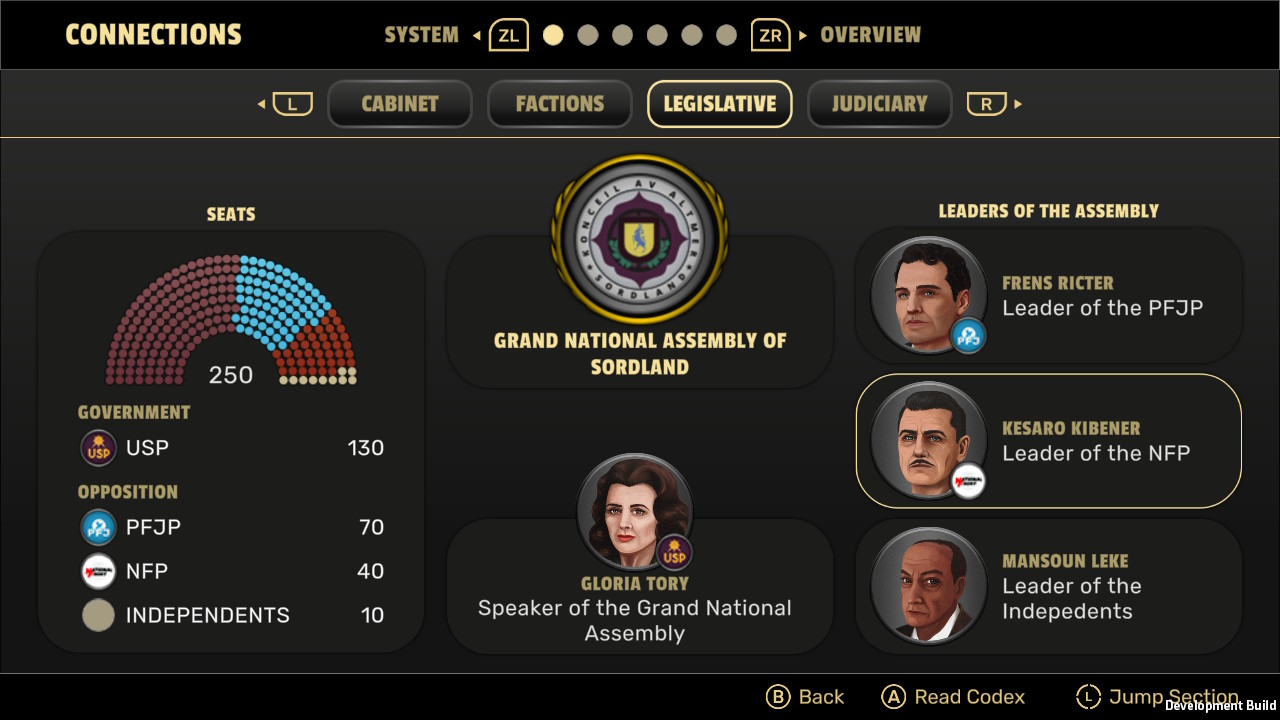 CONNECTIONS
SYSTEM ZL ZR OVERVIEW
L CABINET FACTIONS LEGISLATIVE JUDICIARY R
SEATS
250
GOVERNMENT
USP USP 130
OPPOSITION
PFJ PFJP 70
NFP 40
INDEPENDENTS 10
KONCEIL AV ALTMER
SORDLAND
GRAND NATIONAL ASSEMBLY OF
SORDLAND
USP
GLORIA TORY
Speaker of the Grand National
Assembly
LEADERS OF THE ASSEMBLY
FRENS RICTER
Leader of the PFJP
PFJ
KESARO KIBENER
Leader of the NFP
MANSOUN LEKE
Leader of the
Indepedents
B Back A Read Codex L Jump Section
Development Build